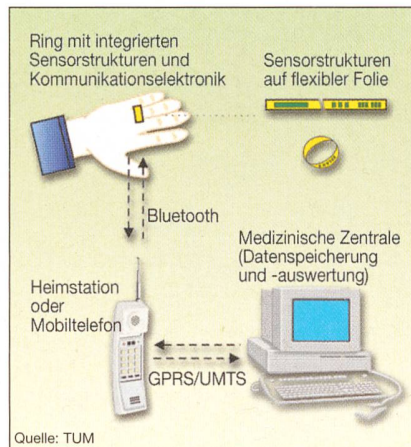 Ring mit integrierten
Sensorstrukturen und
Kommunikationselektronik
Sensorstrukturen
auf flexibler Folie
Bluetooth
Medizinische Zentrale
(Datenspeicherung
und -auswertung)
Heimstation
oder
Mobiltelefon
GPRS/UMTS
Quelle: TUM